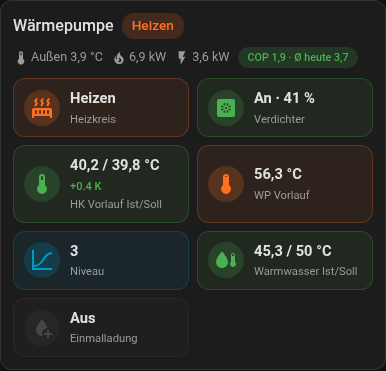 Wärmepumpe Heizen
Außen 3,9 °C 6,9 kW 3,6 kW COP 1,9 · Ø heute 3,7
Heizen
Heizkreis
An · 41 %
Verdichter
40,2 / 39,8 °C
+0.4 K
HK Vorlauf Ist/Soll
56,3 °C
WP Vorlauf
3
Niveau
45,3 / 50 °C
Warmwasser Ist/Soll
Aus
Einmalladung